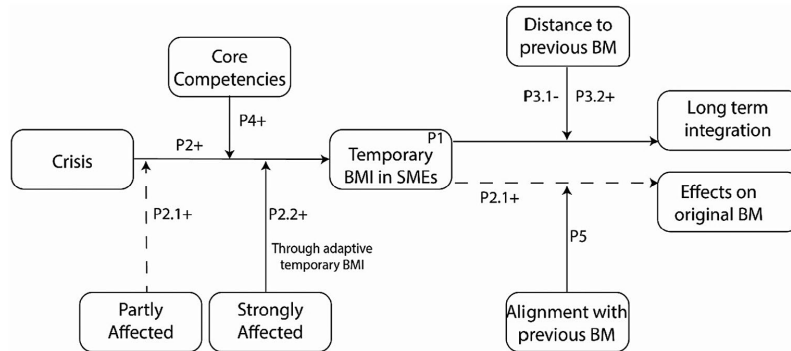 Distance to
previous BM
Core
Competencies
P3.1- P3.2+
P4+
Long term
integration
P1
P2+
Crisis
Temporary
BMI in SMEs
P2.1+
Effects on
original BM
P2.1+
P2.2+
P5
Through adaptive
temporary BMI
Partly
Affected
Strongly
Affected
Alignment with
previous BM